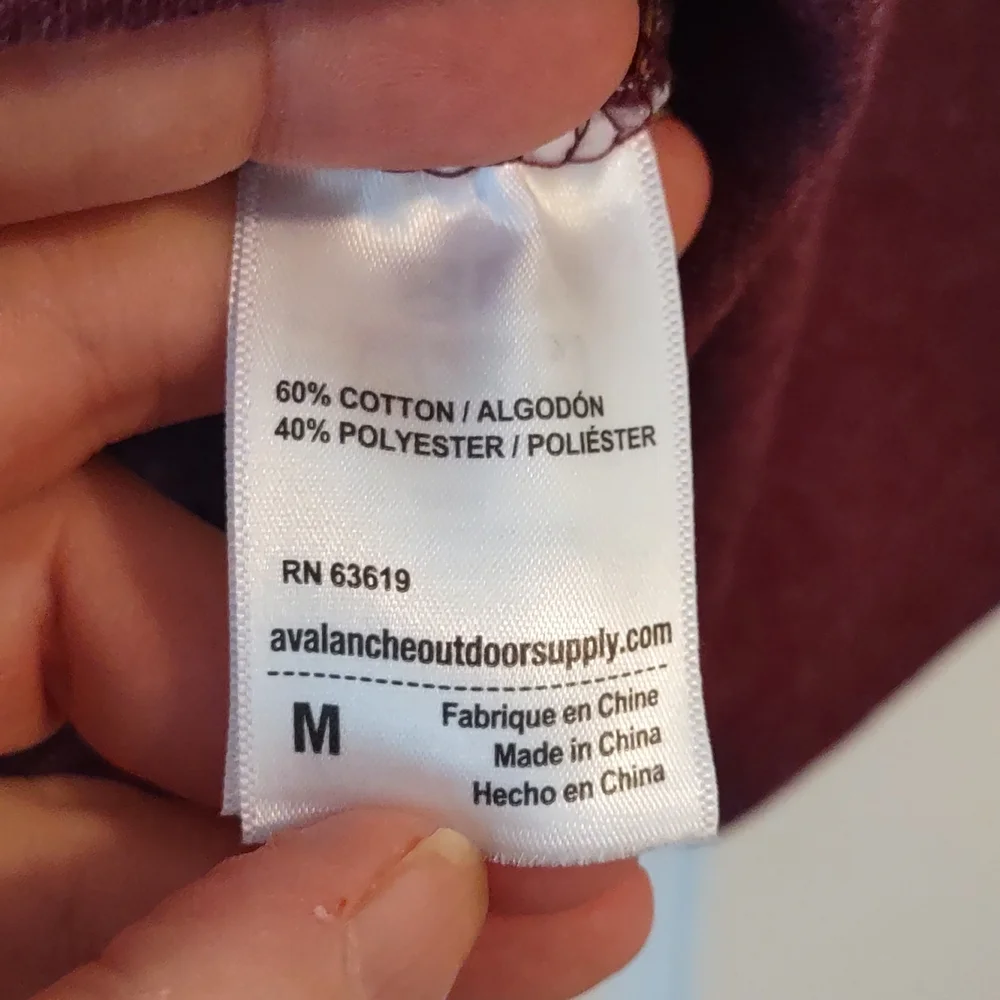 60% COTTON / ALGODÓN
40% POLYESTER / POLIÉSTER
RN 63619
avalancheoutdoorsupply.com
M
Fabrique en Chine
Made in China
Hecho en China